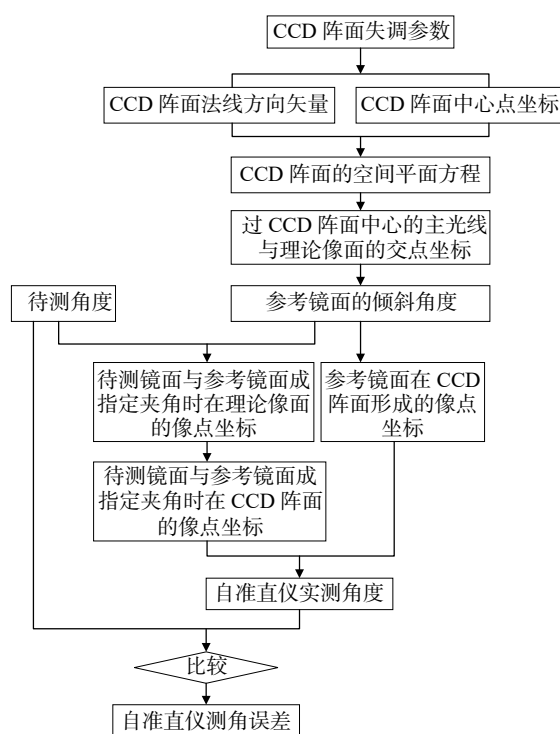 CCD 阵面失调参数
CCD 阵面法线方向矢量
CCD 阵面中心点坐标
CCD 阵面的空间平面方程
过 CCD 阵面中心的主光线
与理论像面的交点坐标
待测角度
参考镜面的倾斜角度
待测镜面与参考镜面成
指定夹角时在理论像面
的像点坐标
参考镜面在 CCD
阵面形成的像点
坐标
待测镜面与参考镜面成
指定夹角时在 CCD 阵面
的像点坐标
自准直仪实测角度
比较
自准直仪测角误差